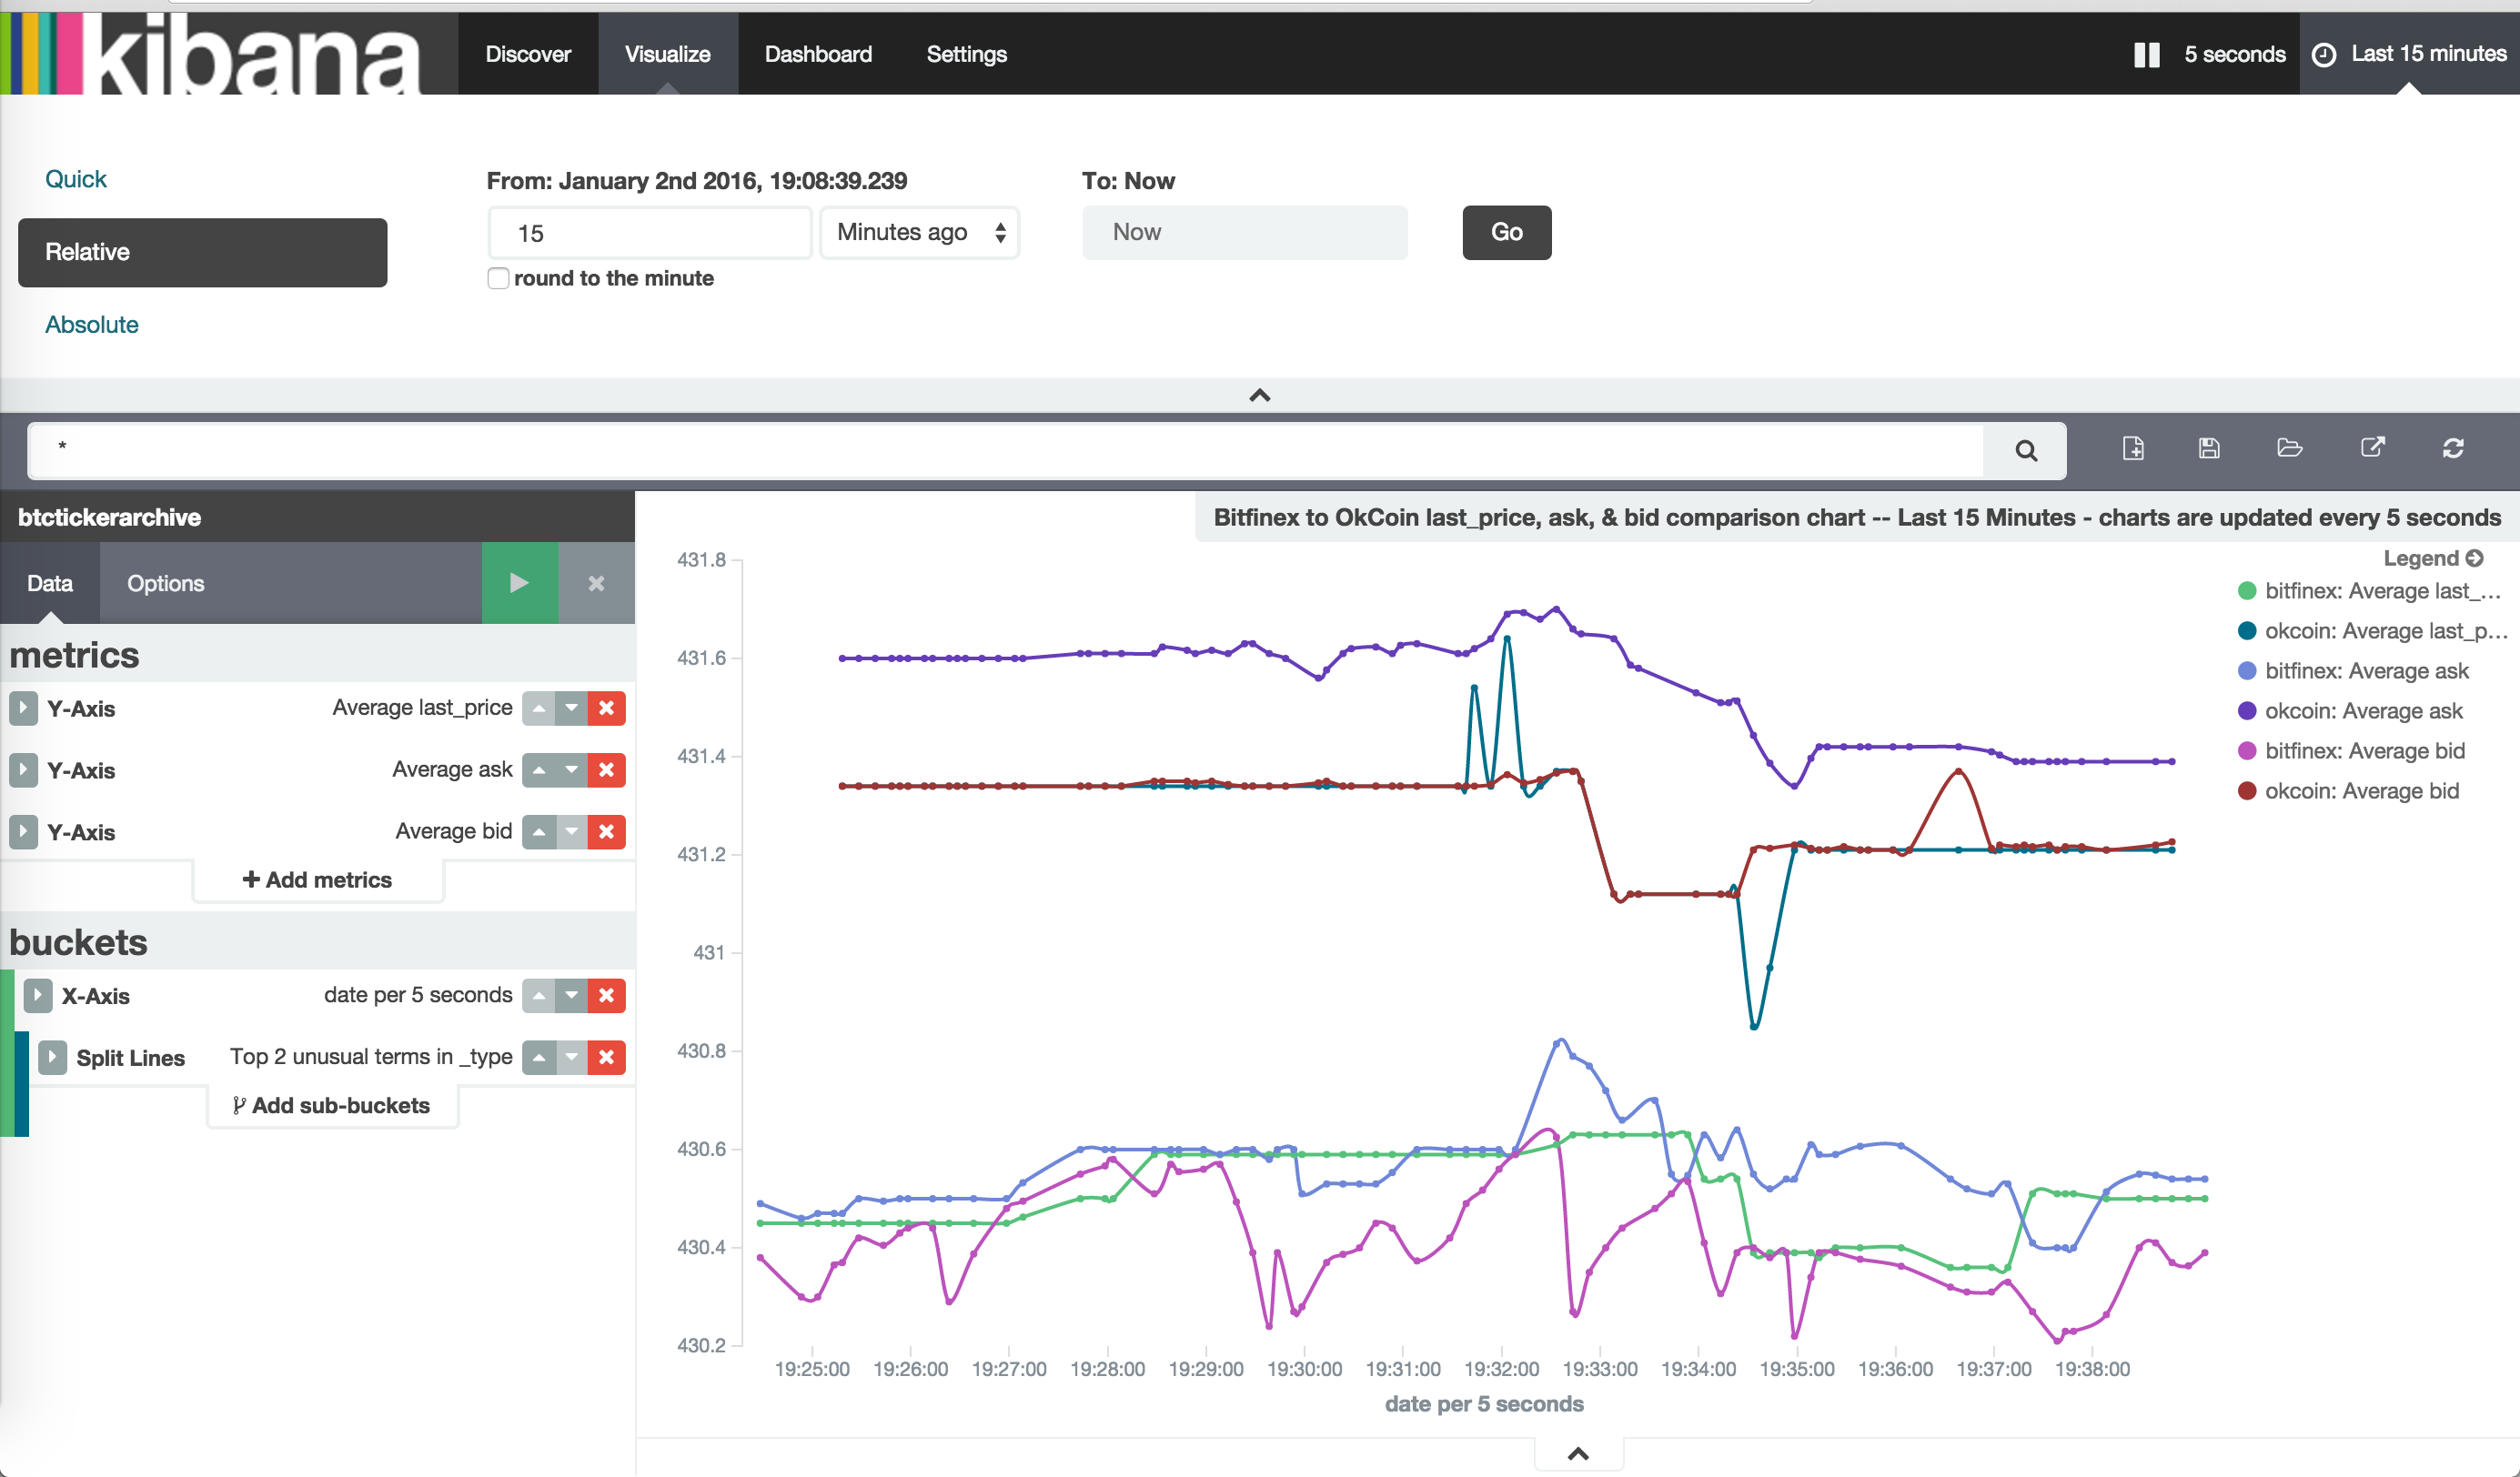 kibana
Discover
Visualize
Dashboard
Settings
5 seconds
Last 15 minutes
Quick
Relative
Absolute
From: January 2nd 2016, 19:08:39.239
To: Now
15
Minutes ago
Now
Go
round to the minute
*
btctickerarchive
Bitfinex to OkCoin last_price, ask, & bid comparison chart -- Last 15 Minutes - charts are updated every 5 seconds
Data
Options
metrics
Y-Axis Average last_price
Y-Axis Average ask
Y-Axis Average bid
Add metrics
buckets
X-Axis date per 5 seconds
Split Lines Top 2 unusual terms in _type
Add sub-buckets
431.8
431.6
431.4
431.2
431
430.8
430.6
430.4
430.2
19:25:00 19:26:00 19:27:00 19:28:00 19:29:00 19:30:00 19:31:00 19:32:00 19:33:00 19:34:00 19:35:00 19:36:00 19:37:00 19:38:00
date per 5 seconds
Legend
bitfinex: Average last_...
okcoin: Average last_p...
bitfinex: Average ask
okcoin: Average ask
bitfinex: Average bid
okcoin: Average bid